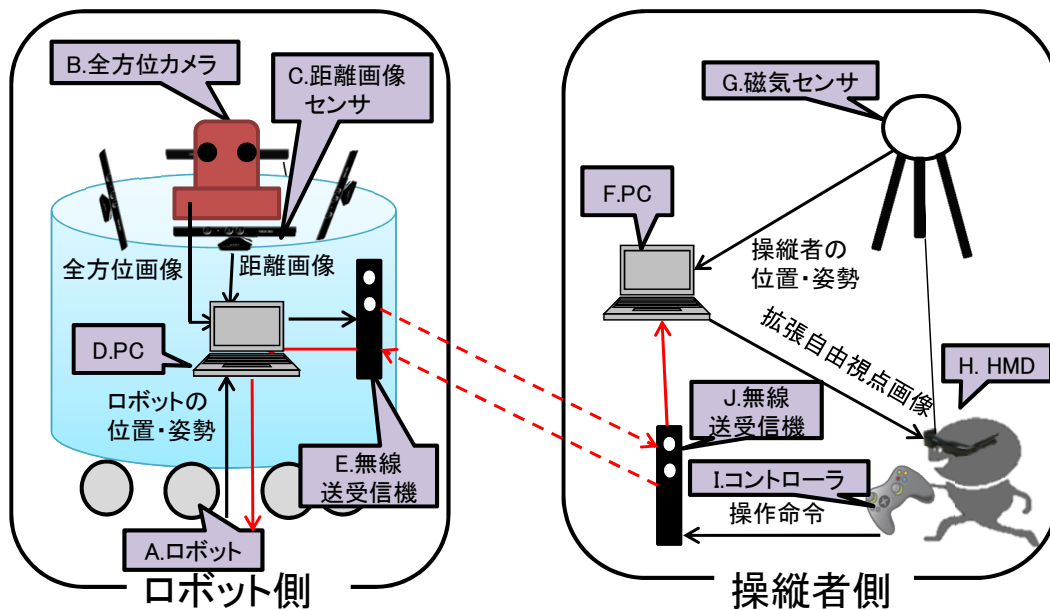 B.全方位カメラ
C.距離画像
センサ
全方位画像
距離画像
D.PC
ロボットの
位置・姿勢
E.無線
送受信機
A.ロボット
ロボット側
G.磁気センサ
F.PC
操縦者の
位置・姿勢
拡張自由視点画像
H. HMD
J.無線
送受信機
I.コントローラ
操作命令
操縦者側